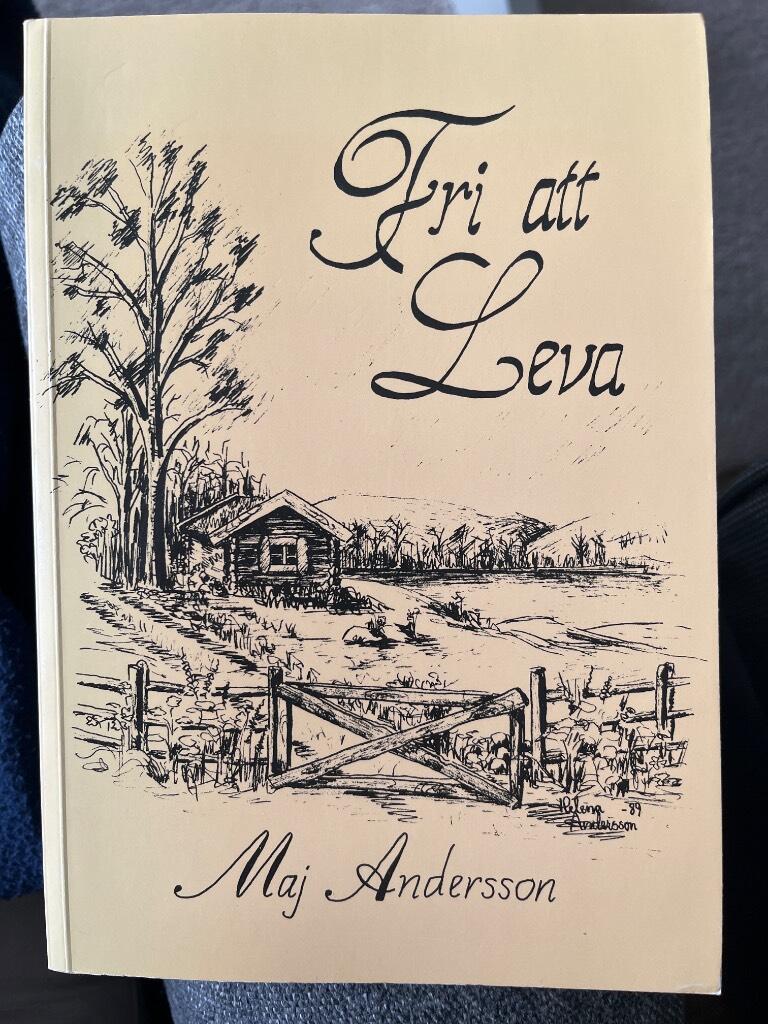 Fri att
Leva
Helena -89
Andersson
Maj Andersson